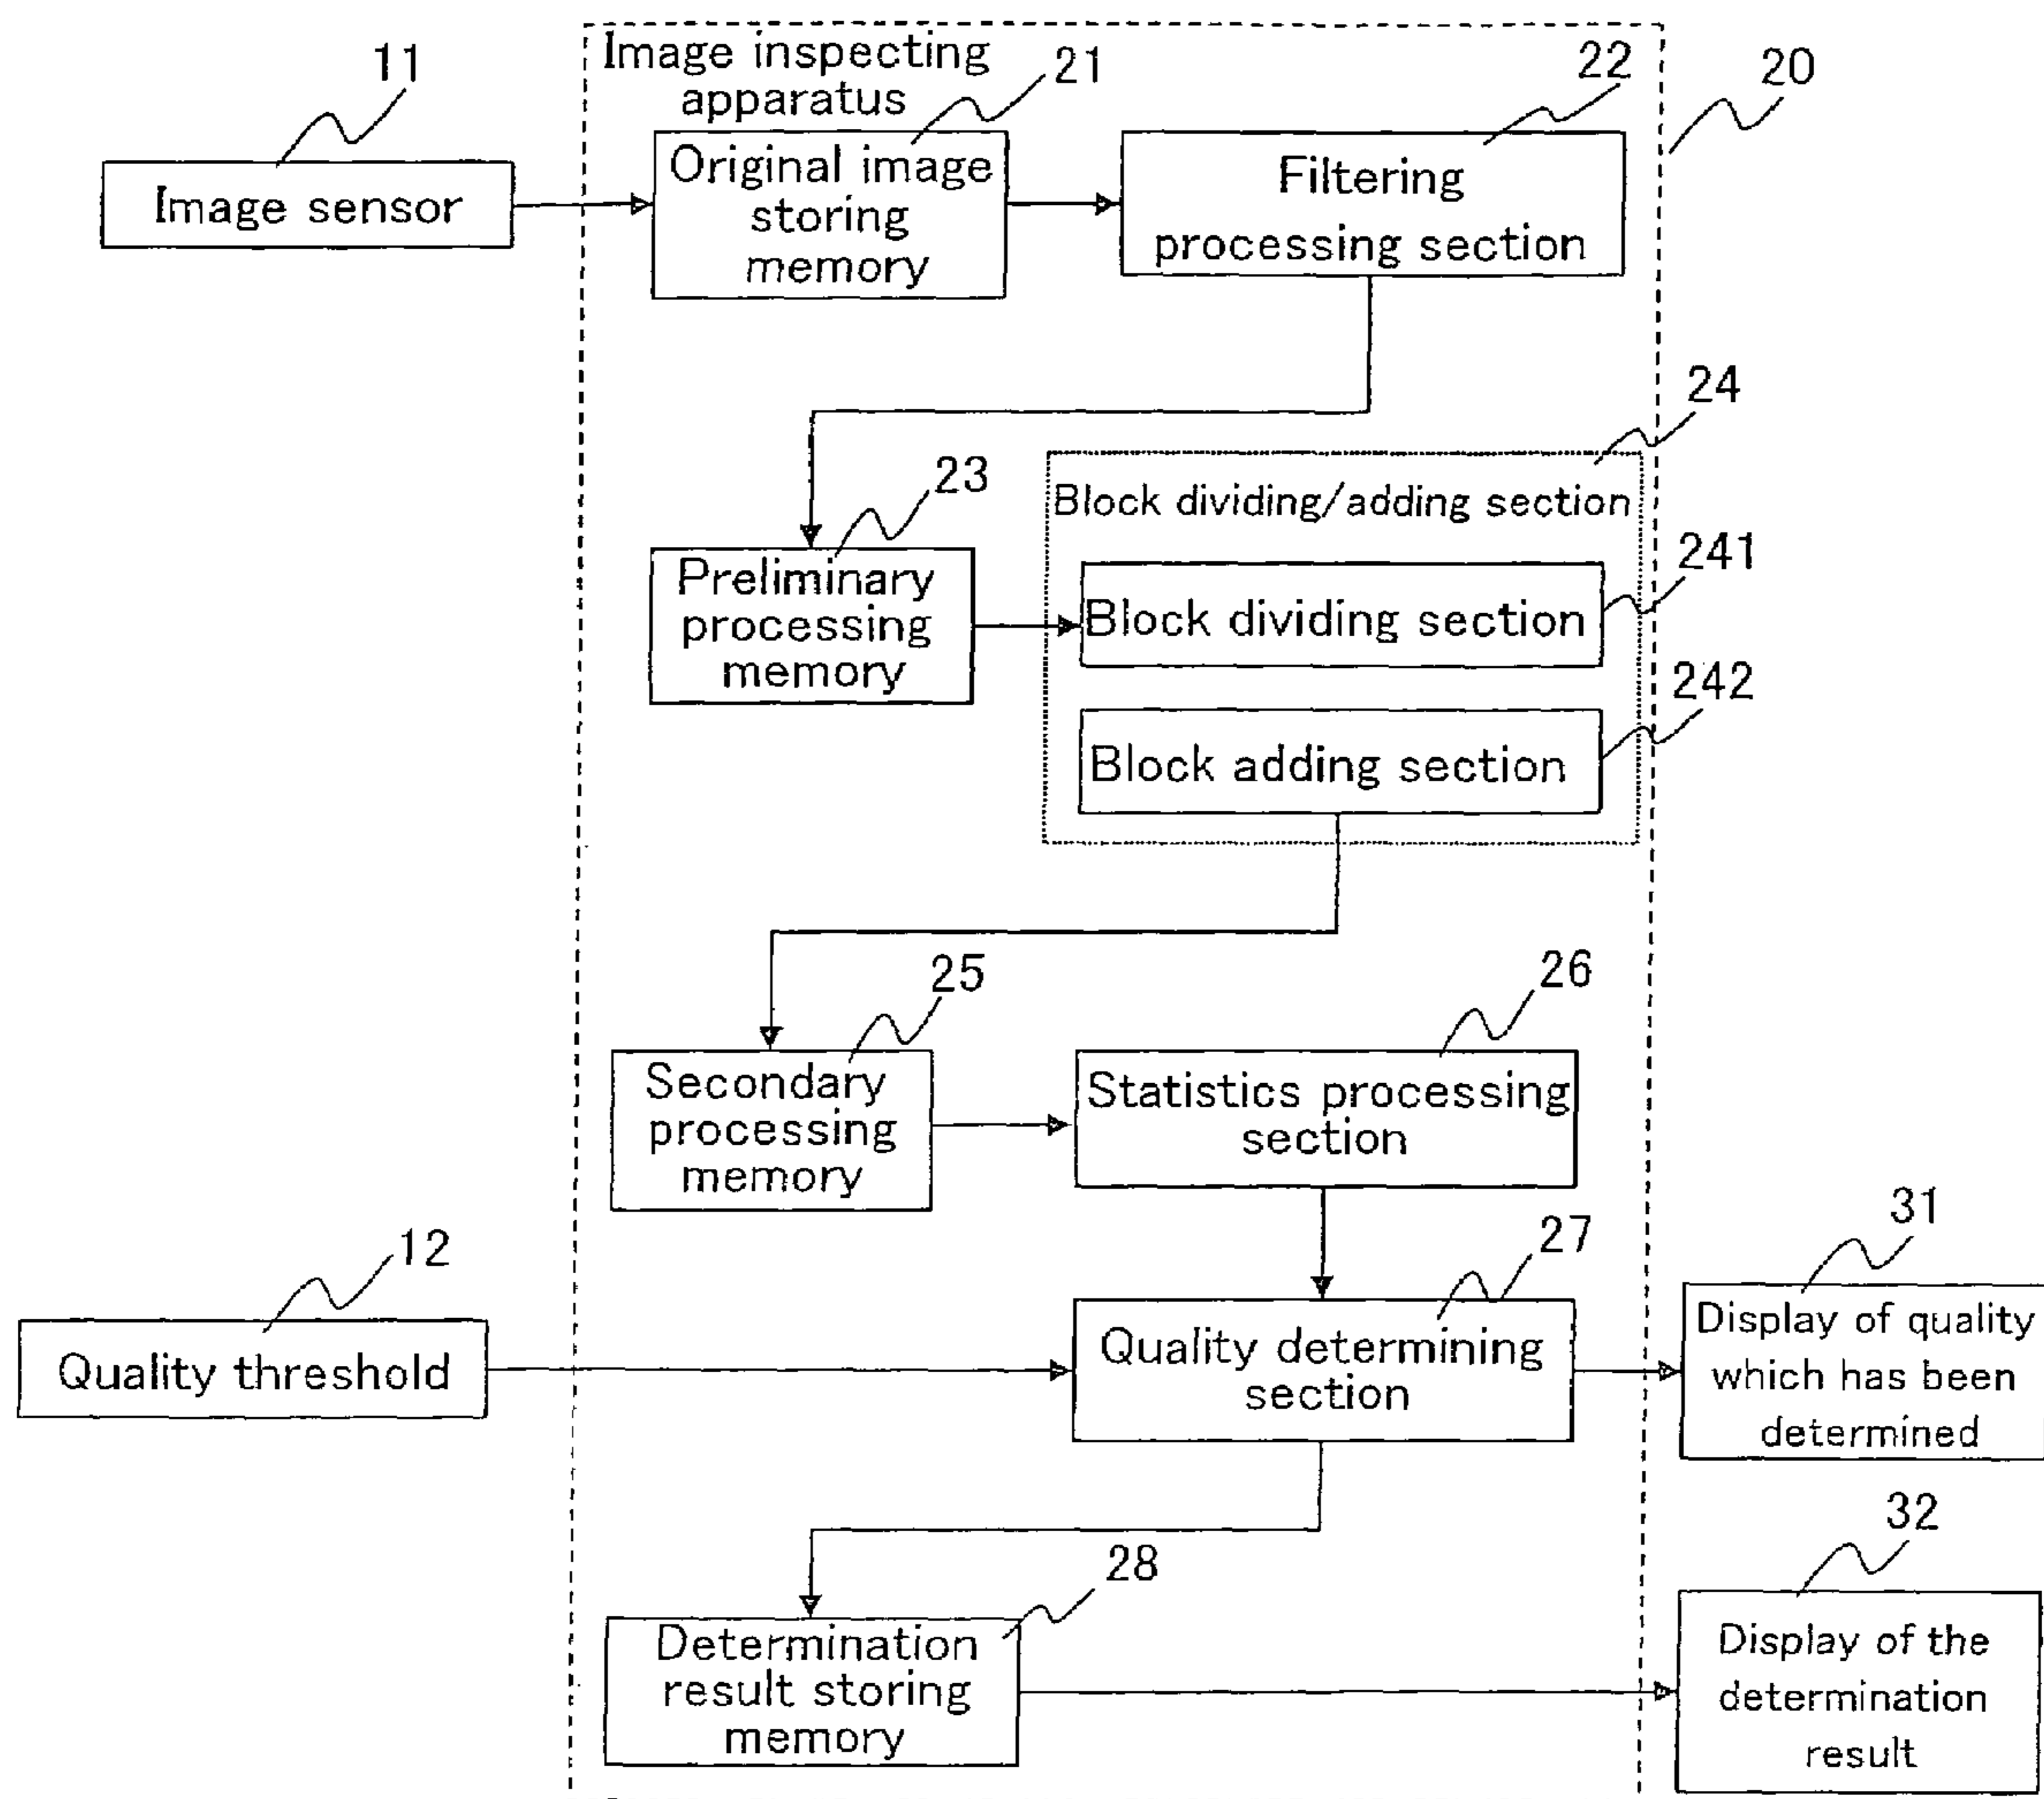 11
Image inspecting
apparatus
21
22
20
Image sensor
Original image
storing
memory
Filtering
processing section
24
23
Block dividing/adding section
241
Preliminary
processing
memory
Block dividing section
242
Block adding section
25
26
Secondary
processing
memory
Statistics processing
section
12
27
31
Quality threshold
Quality determining
section
Display of quality
which has been
determined
28
32
Determination
result storing
memory
Display of the
determination
result